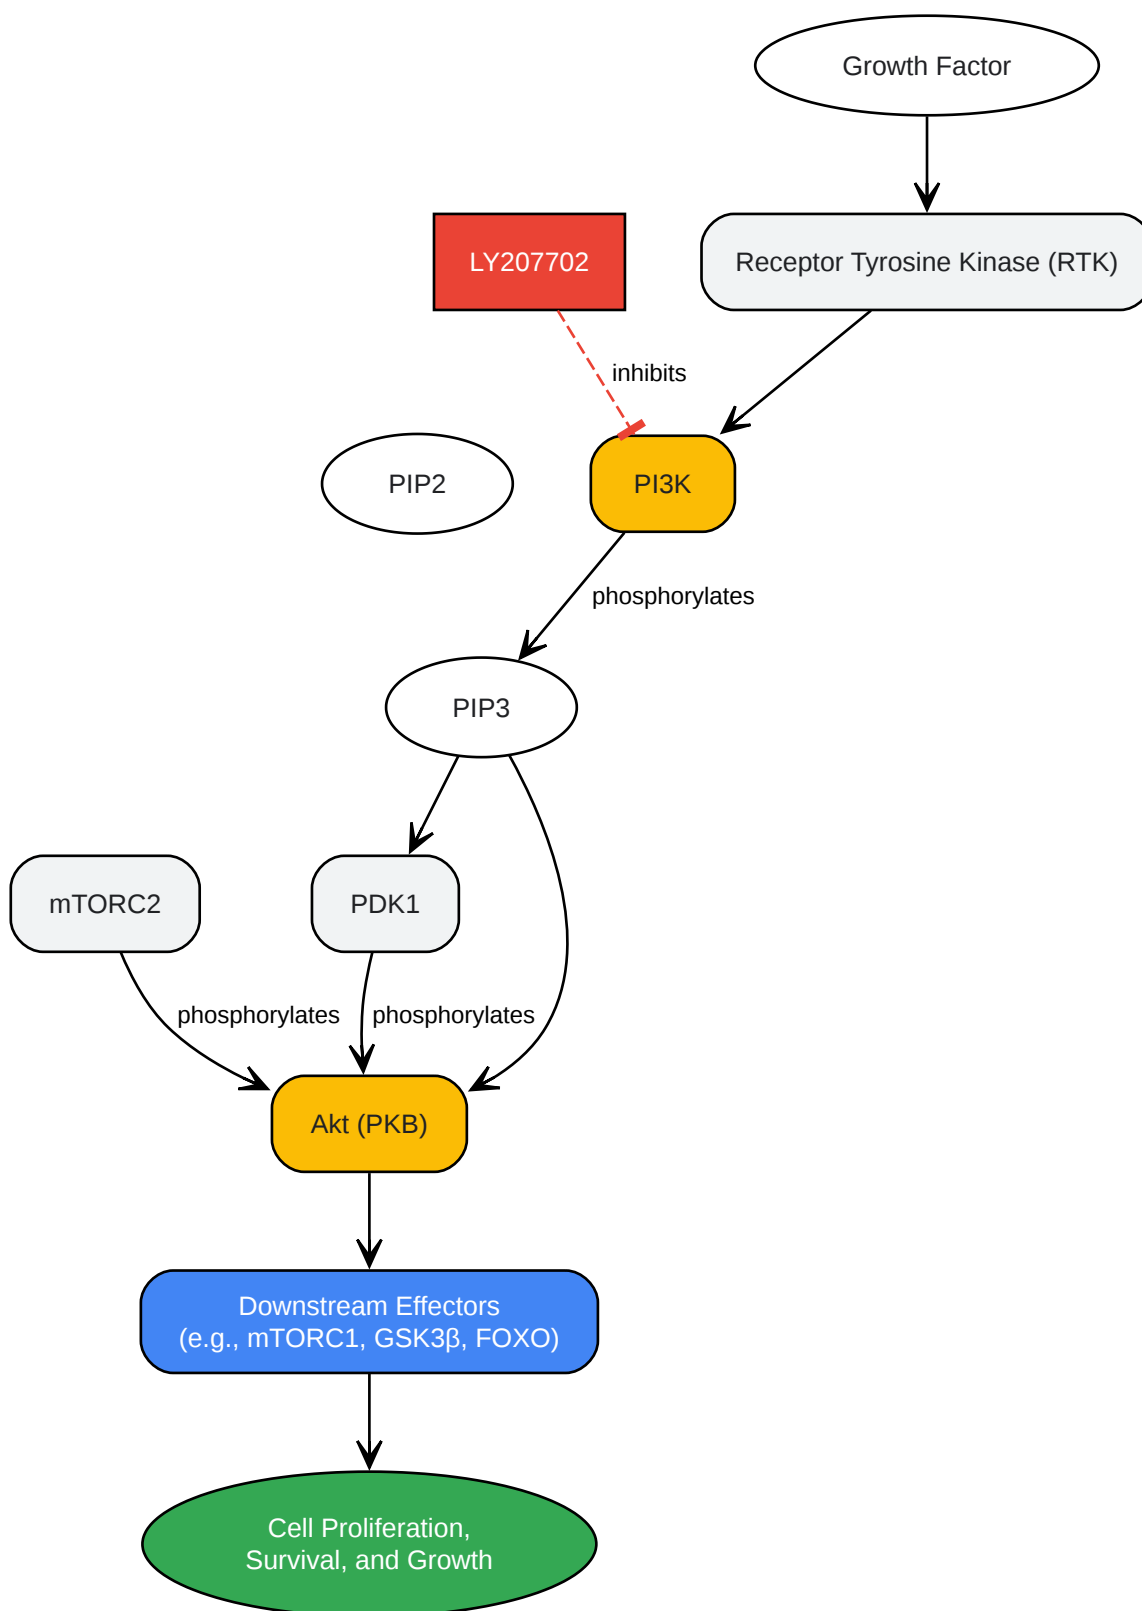 Growth Factor
LY207702
Receptor Tyrosine Kinase (RTK)
inhibits
PIP2
PI3K
phosphorylates
PIP3
mTORC2
PDK1
phosphorylates
phosphorylates
Akt (PKB)
Downstream Effectors
(e.g., mTORC1, GSK3β, FOXO)
Cell Proliferation,
Survival, and Growth